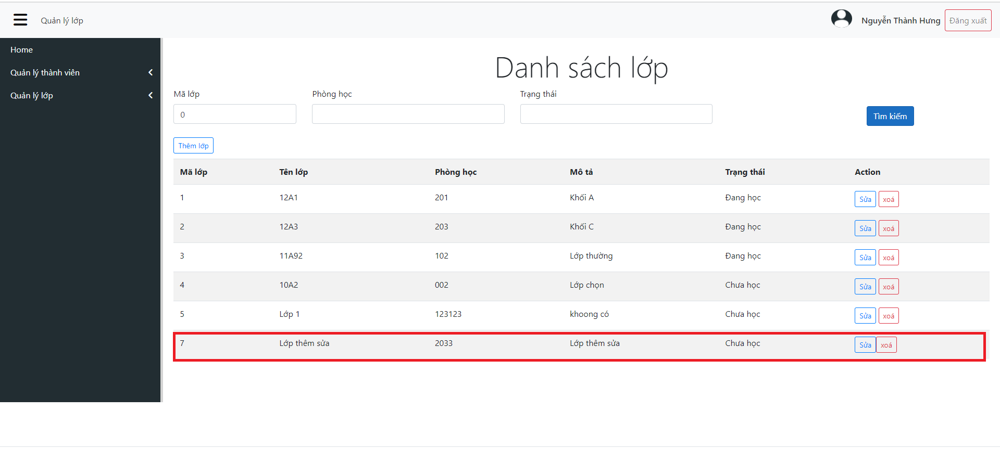 Quản lý lớp
Nguyễn Thành Hưng Đăng xuất
Home
Quản lý thành viên
Quản lý lớp
Danh sách lớp
Mã lớp Phòng học Trạng thái
0
Tìm kiếm
Thêm lớp
Mã lớp Tên lớp Phòng học Mô tả Trạng thái Action
1 12A1 201 Khối A Đang học Sửa xoá
2 12A3 203 Khối C Đang học Sửa xoá
3 11A92 102 Lớp thường Đang học Sửa xoá
4 10A2 002 Lớp chọn Chưa học Sửa xoá
5 Lớp 1 123123 khoong có Chưa học Sửa xoá
7 Lớp thêm sửa 2033 Lớp thêm sửa Chưa học Sửa xoá